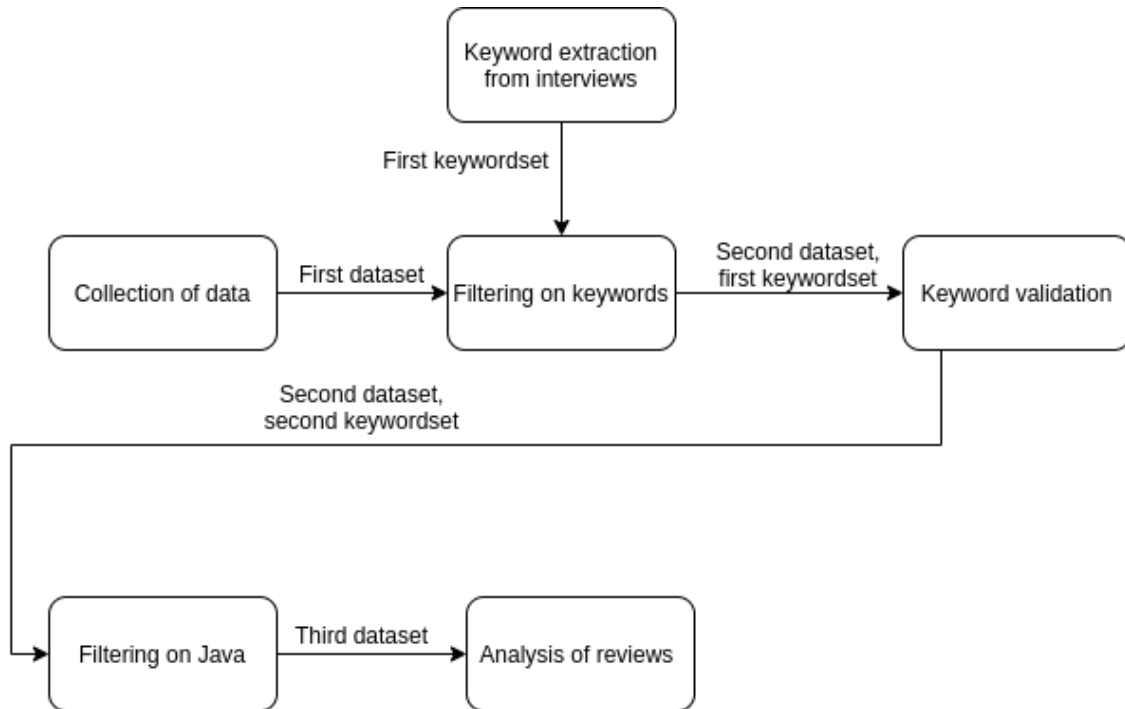 Keyword extraction
from interviews
First keywordset
Collection of data
First dataset
Filtering on keywords
Second dataset,
first keywordset
Keyword validation
Second dataset,
second keywordset
Filtering on Java
Third dataset
Analysis of reviews